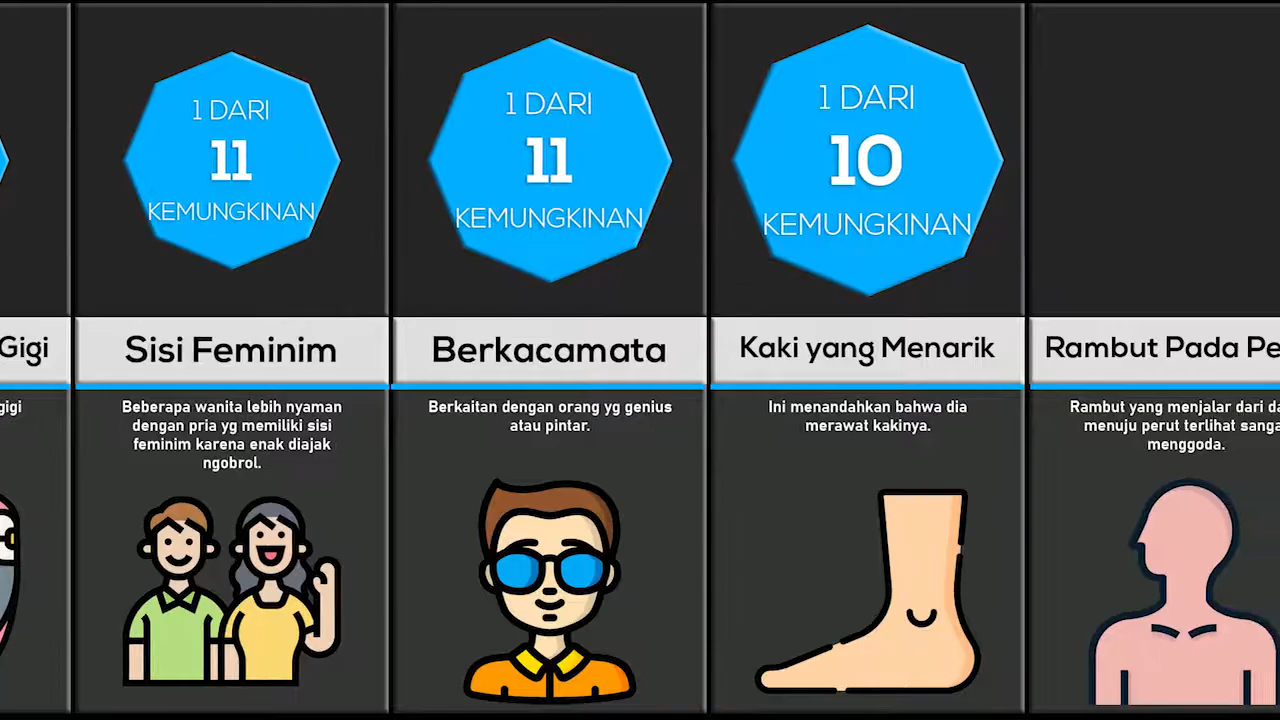 Gigi
gigi
1 DARI
11
KEMUNGKINAN
Sisi Feminim
Beberapa wanita lebih nyaman
dengan pria yg memiliki sisi
feminim karena enak diajak
ngobrol.
1 DARI
11
KEMUNGKINAN
Berkacamata
Berkaitan dengan orang yg genius
atau pintar.
1 DARI
10
KEMUNGKINAN
Kaki yang Menarik
Ini menandahkan bahwa dia
merawat kakinya.
Rambut Pada Pe
Rambut yang menjalar dari da
menuju perut terlihat sanga
menggoda.